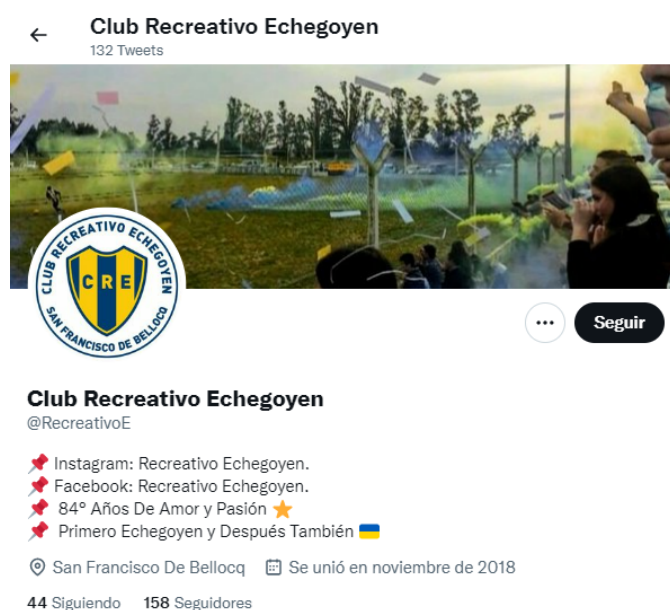 Club Recreativo Echegoyen
132 Tweets
CLUB RECREATIVO ECHEGOYEN
CRE
SAN FRANCISCO DE BELLOCQ
Seguir
Club Recreativo Echegoyen
@RecreativoE
Instagram: Recreativo Echegoyen.
Facebook: Recreativo Echegoyen.
84° Años De Amor y Pasión
Primero Echegoyen y Después También
San Francisco De Bellocq Se unió en noviembre de 2018
44 Siguiendo 158 Seguidores